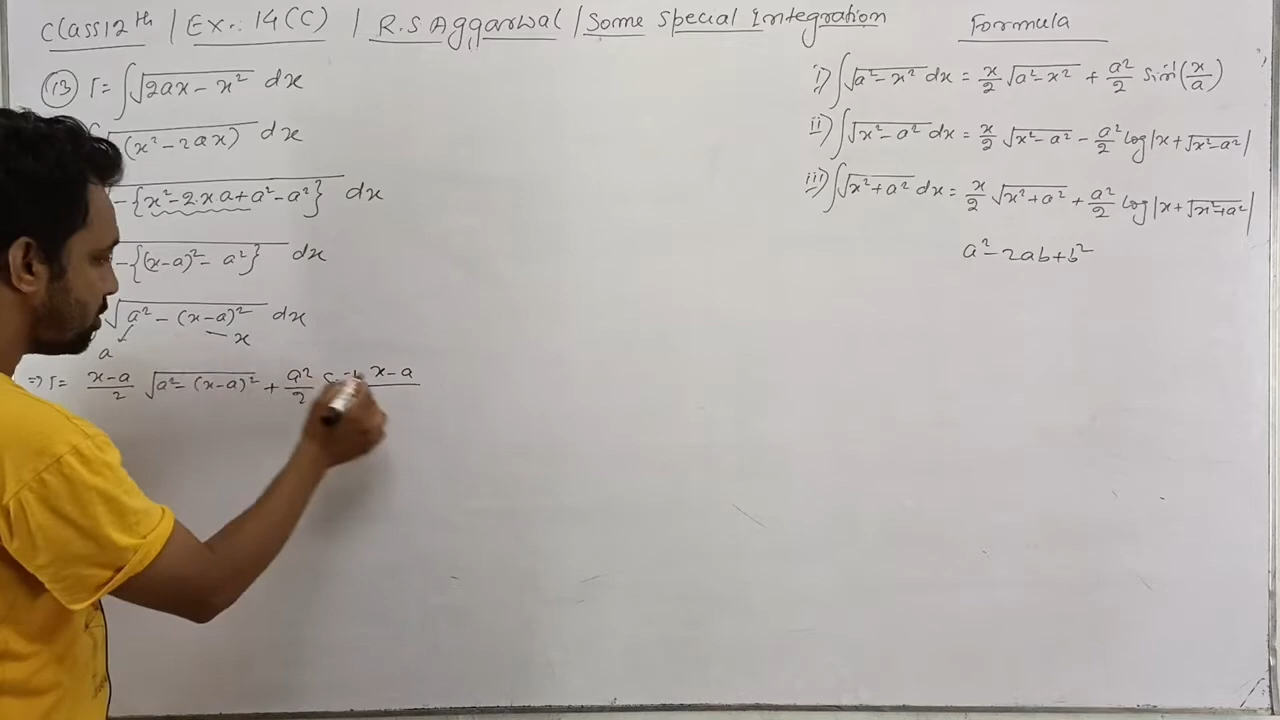 Class 12th / Ex.: 14(C) / R.S Aggarwal / Some Special Integration
Formula
(13) I = ∫√(2ax - x²) dx
(x² - 2ax) dx
-{x² - 2·xa + a² - a²} dx
-{(x-a)² - a²} dx
√(a² - (x-a)²) dx
a x
⇒ I = (x-a)/2 √(a² - (x-a)²) + a²/2 x-a
i) ∫√(a² - x²) dx = x/2 √(a² - x²) + a²/2 sin⁻¹(x/a)
ii) ∫√(x² - a²) dx = x/2 √(x² - a²) - a²/2 log|x + √(x² - a²)|
iii) ∫√(x² + a²) dx = x/2 √(x² + a²) + a²/2 log|x + √(x² + a²)|
a² - 2ab + b²